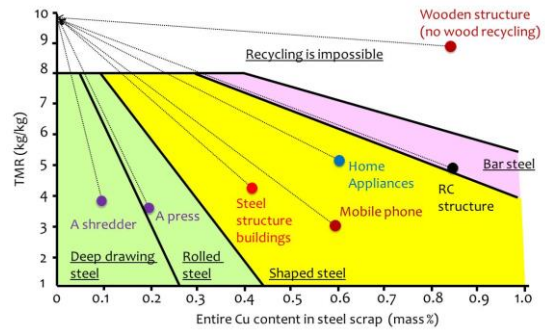 Wooden structure
(no wood recycling)
Recycling is impossible
TMR (kg/kg)
10
9
8
7
6
5
4
3
2
1
Home
Appliances
Bar steel
RC
structure
A shredder
A press
Steel
structure
buildings
Mobile phone
Deep drawing
steel
Rolled
steel
Shaped steel
0 0.1 0.2 0.3 0.4 0.5 0.6 0.7 0.8 0.9 1.0
Entire Cu content in steel scrap (mass %)